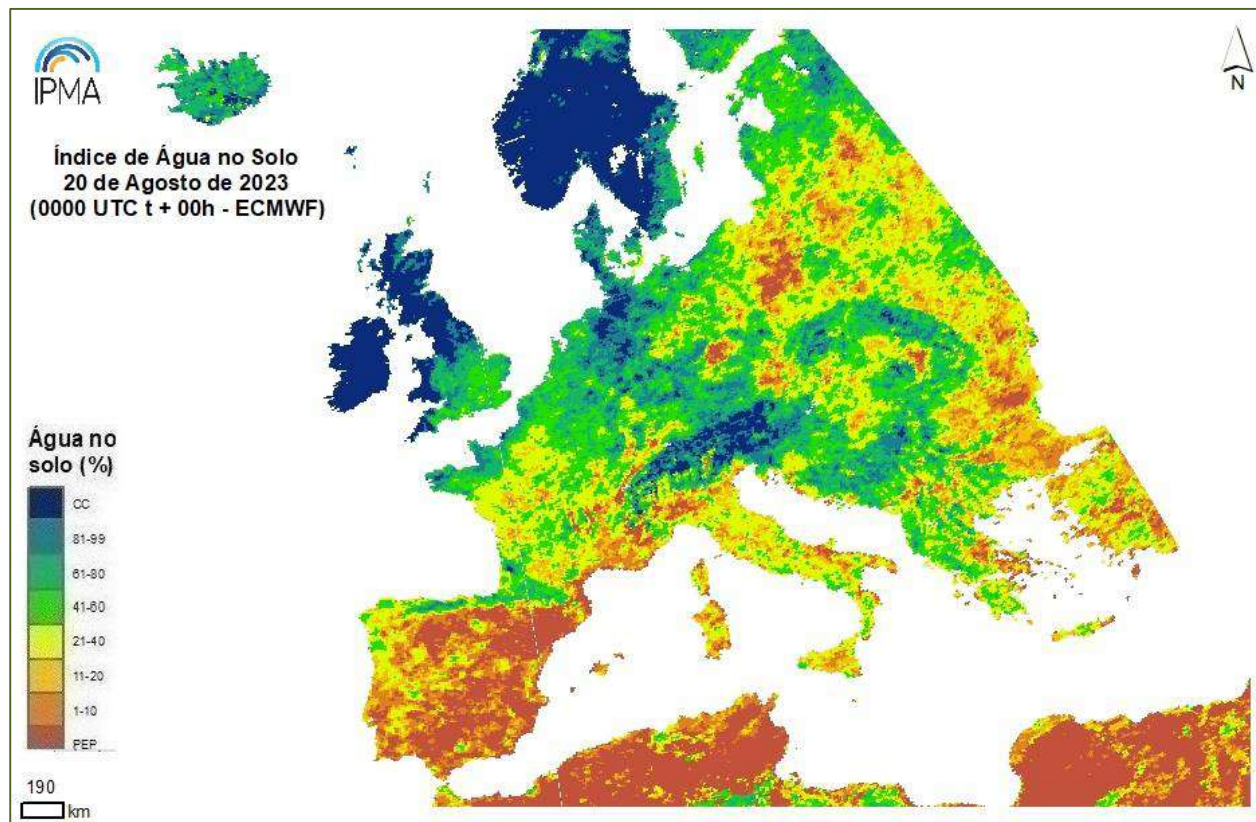 IPMA
Índice de Água no Solo
20 de Agosto de 2023
(0000 UTC t + 00h - ECMWF)
N
Água no
solo (%)
CC
81-99
61-80
41-60
21-40
11-20
1-10
PEP
190
km